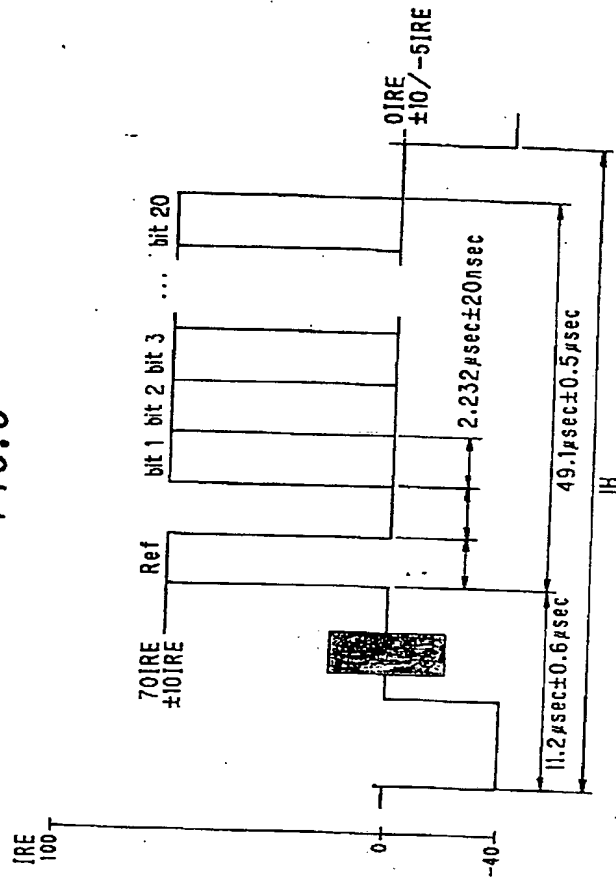 IRE
100
0
-40
70IRE
±10IRE
Ref
bit 1 bit 2 bit 3 ... bit 20
0IRE
±10/-5IRE
2.232μsec±20nsec
11.2μsec±0.6μsec
49.1μsec±0.5μsec